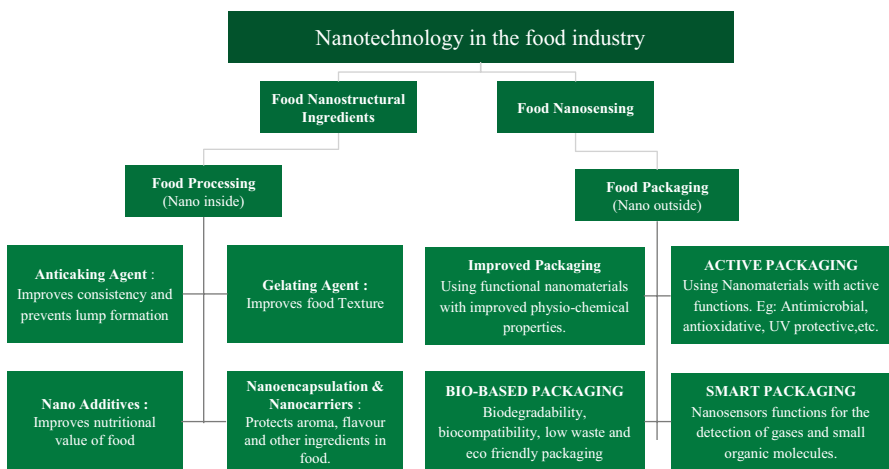 Nanotechnology in the food industry
Food Nanostructural
Ingredients
Food Nanosensing
Food Processing
(Nano inside)
Food Packaging
(Nano outside)
Anticaking Agent :
Improves consistency and
prevents lump formation
Gelating Agent :
Improves food Texture
Improved Packaging
Using functional nanomaterials
with improved physio-chemical
properties.
ACTIVE PACKAGING
Using Nanomaterials with active
functions. Eg: Antimicrobial,
antioxidative, UV protective,etc.
Nano Additives :
Improves nutritional
value of food
Nanoencapsulation &
Nanocarriers :
Protects aroma, flavour
and other ingredients in
food.
BIO-BASED PACKAGING
Biodegradability,
biocompatibility, low waste and
eco friendly packaging
SMART PACKAGING
Nanosensors functions for the
detection of gases and small
organic molecules.